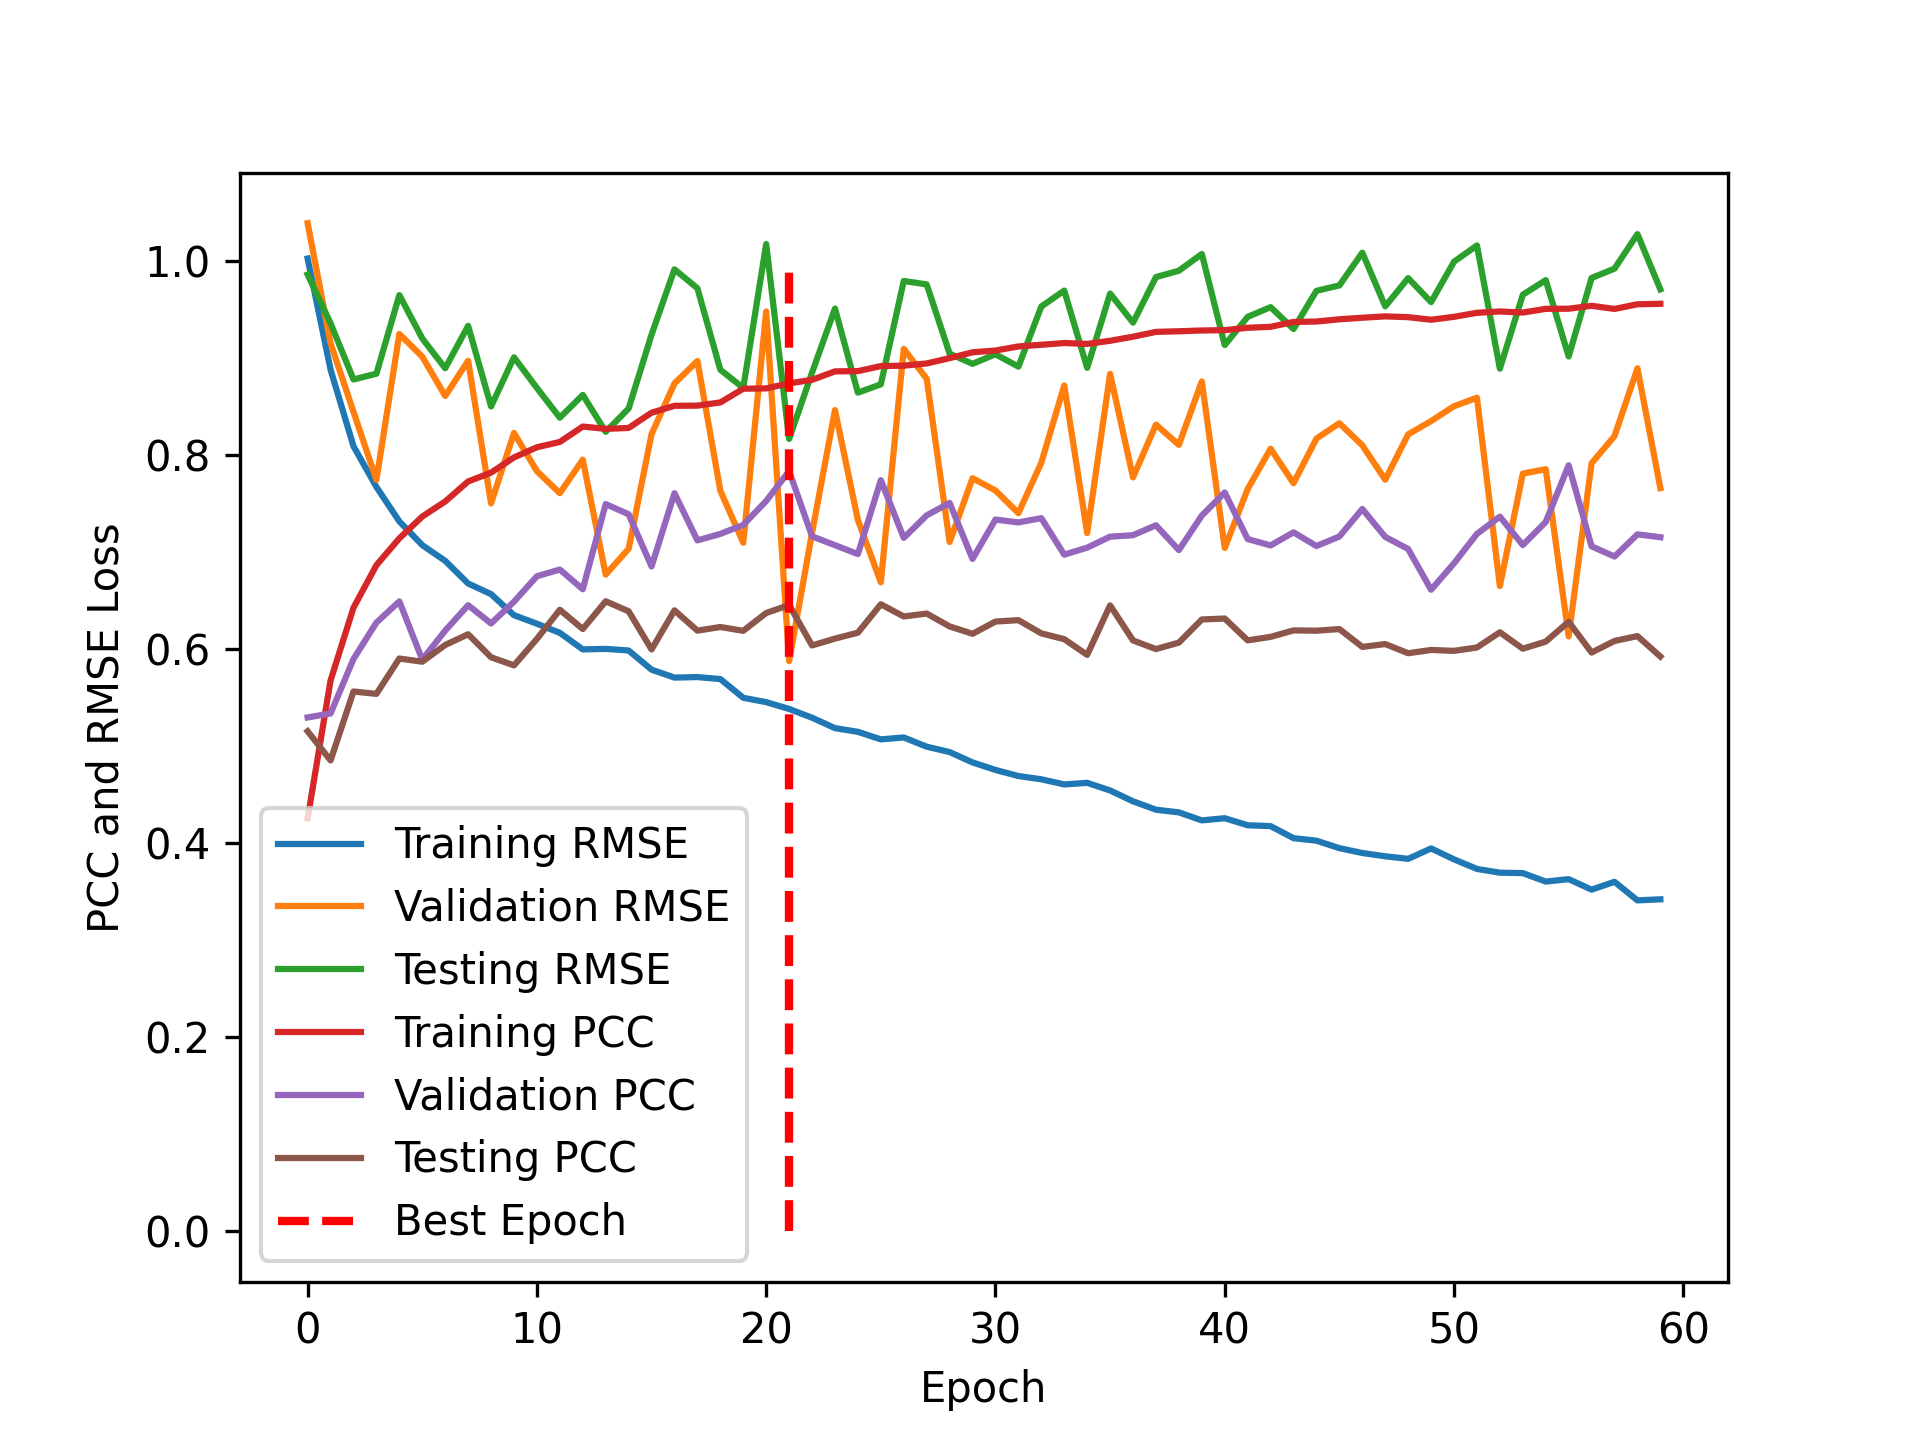 1.0
0.8
0.6
0.4
0.2
0.0
PCC and RMSE Loss
Training RMSE
Validation RMSE
Testing RMSE
Training PCC
Validation PCC
Testing PCC
Best Epoch
0 10 20 30 40 50 60
Epoch